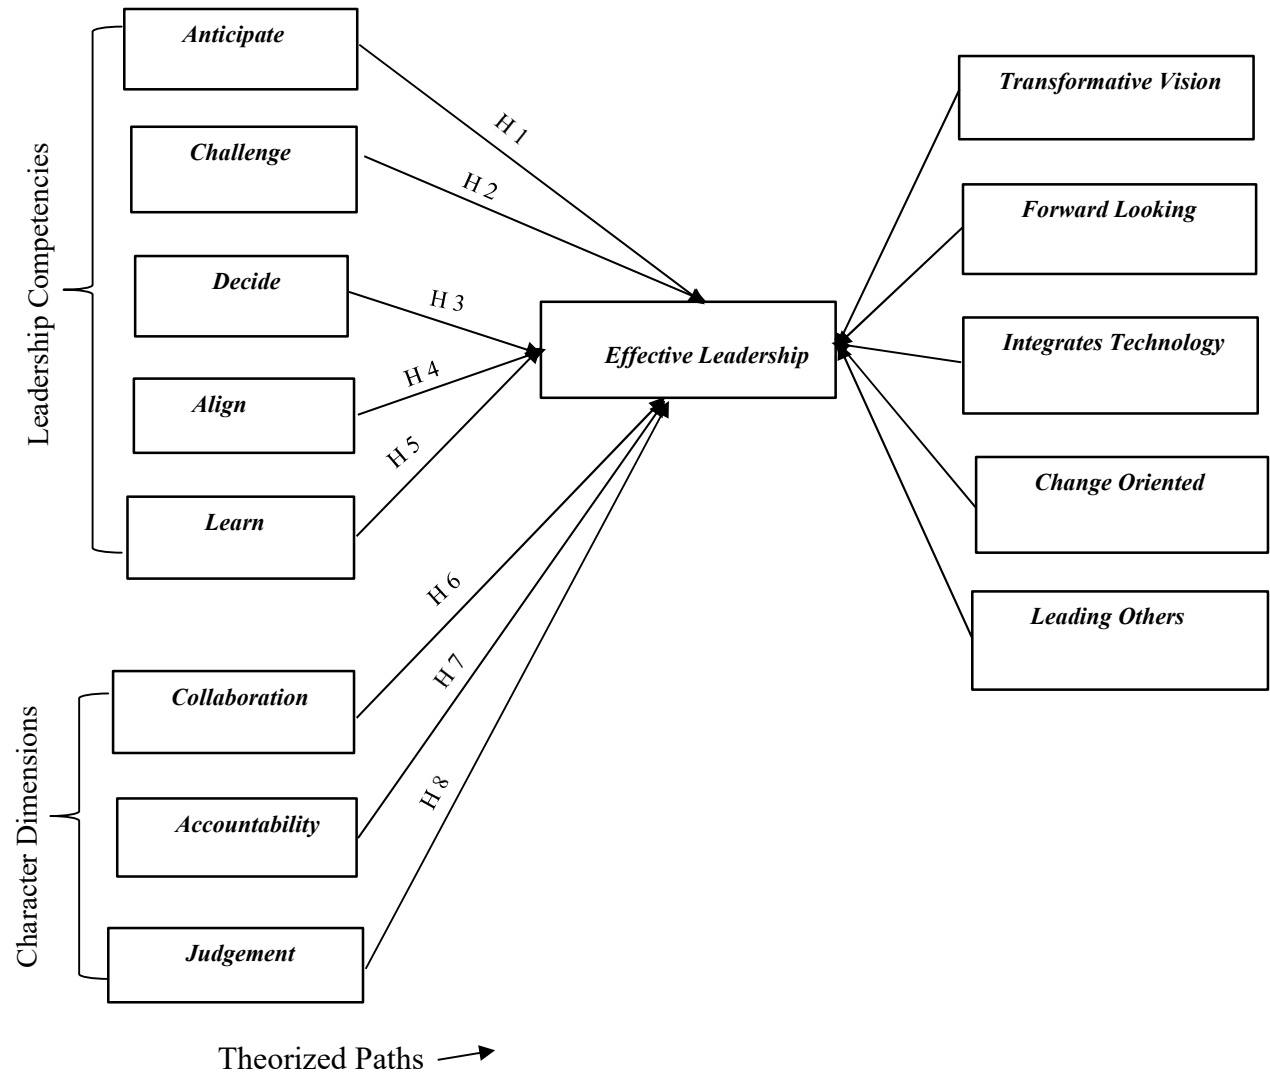 Anticipate
Challenge
Decide
Align
Learn
Leadership Competencies
H 1
H 2
H 3
H 4
H 5
Collaboration
Accountability
Judgement
Character Dimensions
H 6
H 7
H 8
Effective Leadership
Transformative Vision
Forward Looking
Integrates Technology
Change Oriented
Leading Others
Theorized Paths